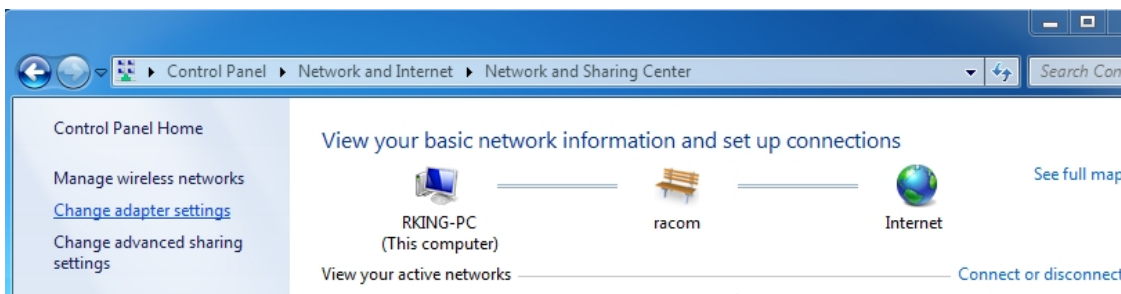 Control Panel Network and Internet Network and Sharing Center
Search Con
Control Panel Home
Manage wireless networks
Change adapter settings
Change advanced sharing
settings
View your basic network information and set up connections
See full map
RKING-PC
(This computer)
racom
Internet
View your active networks
Connect or disconnect